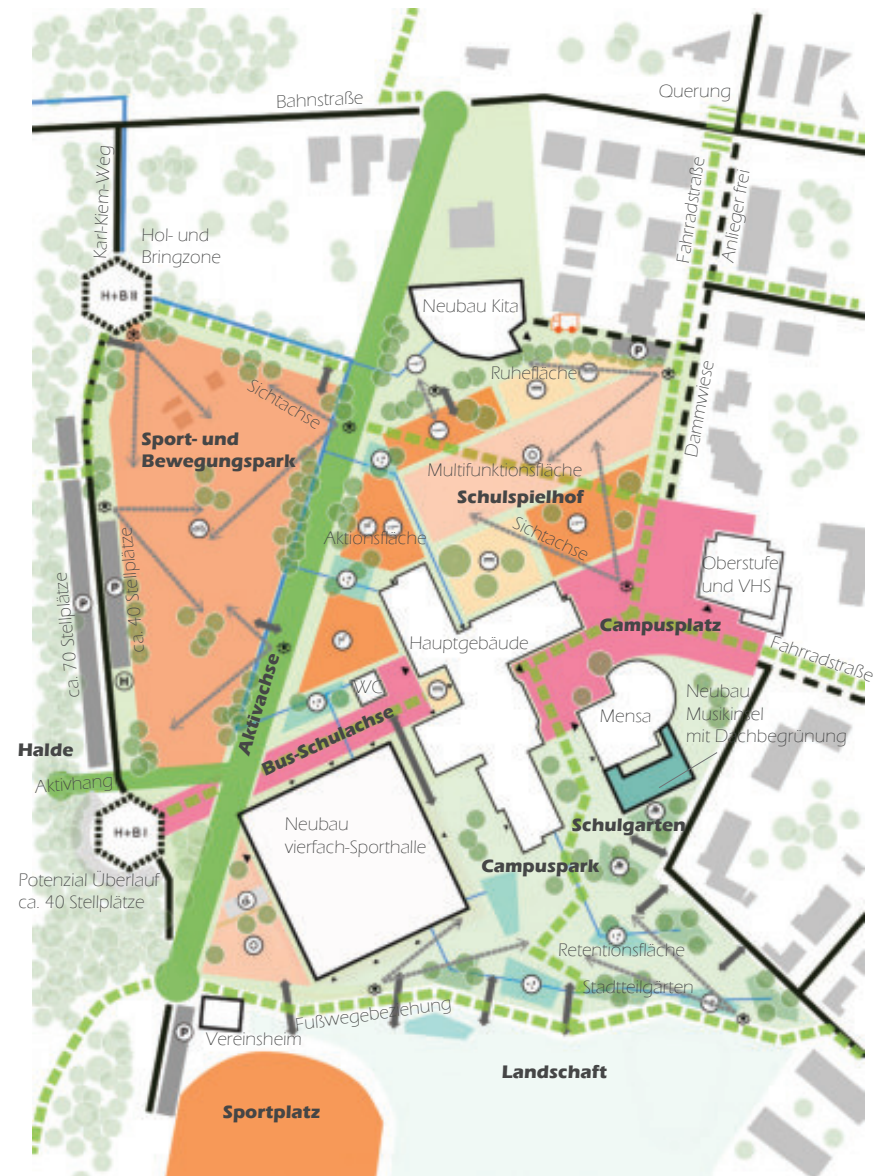 Bahnstraße
Querung
Karl-Kiem-Weg
Fahrradstraße
Anlieger frei
Hol- und
Bringzone
H+B II
Neubau Kita
P
Ruhefläche
Sichtachse
Dammwiese
Sport- und
Bewegungspark
Multifunktionsfläche
Schulspielhof
Sichtachse
Aktionsfläche
Oberstufe
und VHS
ca. 70 Stellplätze
P
P
ca. 40 Stellplätze
H
Hauptgebäude
Campusplatz
Fahrradstraße
WC
Aktivachse
Bus-Schulachse
Mensa
Neubau
Musikinsel
mit Dachbegrünung
Halde
Aktivhang
H+B I
Neubau
vierfach-Sporthalle
Schulgarten
Campuspark
Potenzial Überlauf
ca. 40 Stellplätze
Retentionsfläche
Stadtteilgärten
Fußwegebeziehung
P
Vereinsheim
Landschaft
Sportplatz